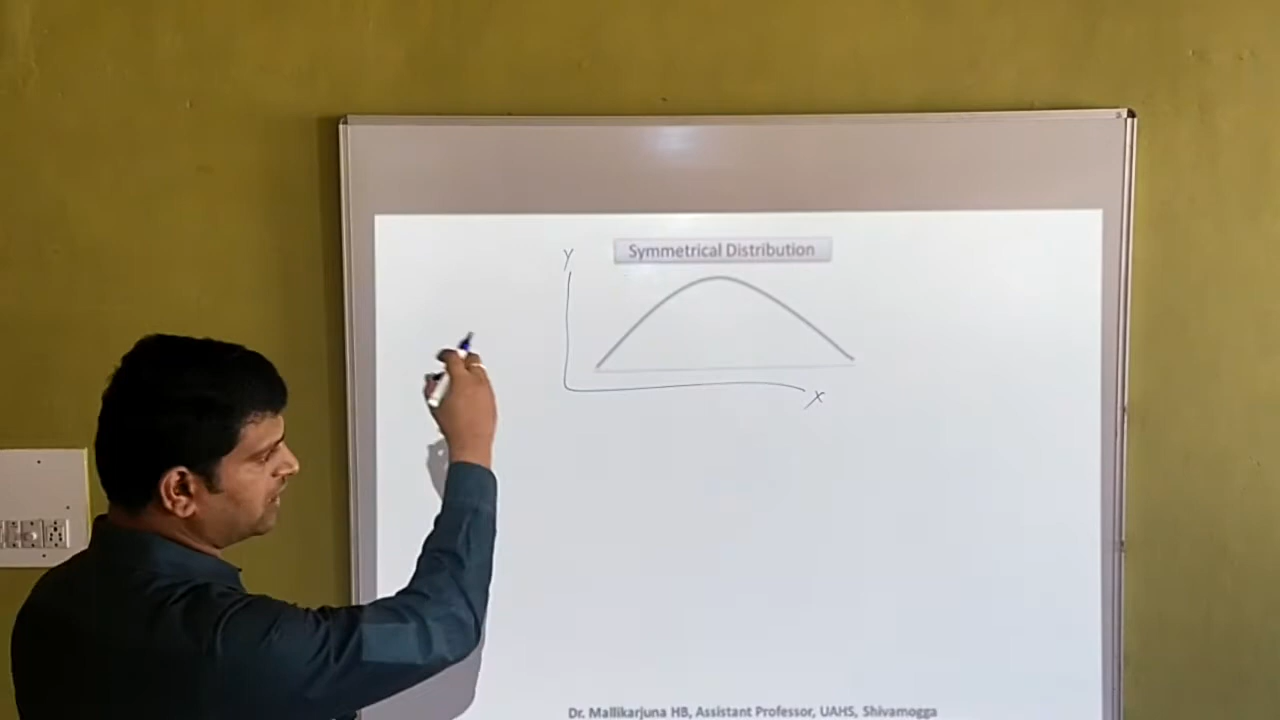 Symmetrical Distribution
Y
X
Dr. Mallikarjuna HB, Assistant Professor, UAHS, Shivamogga